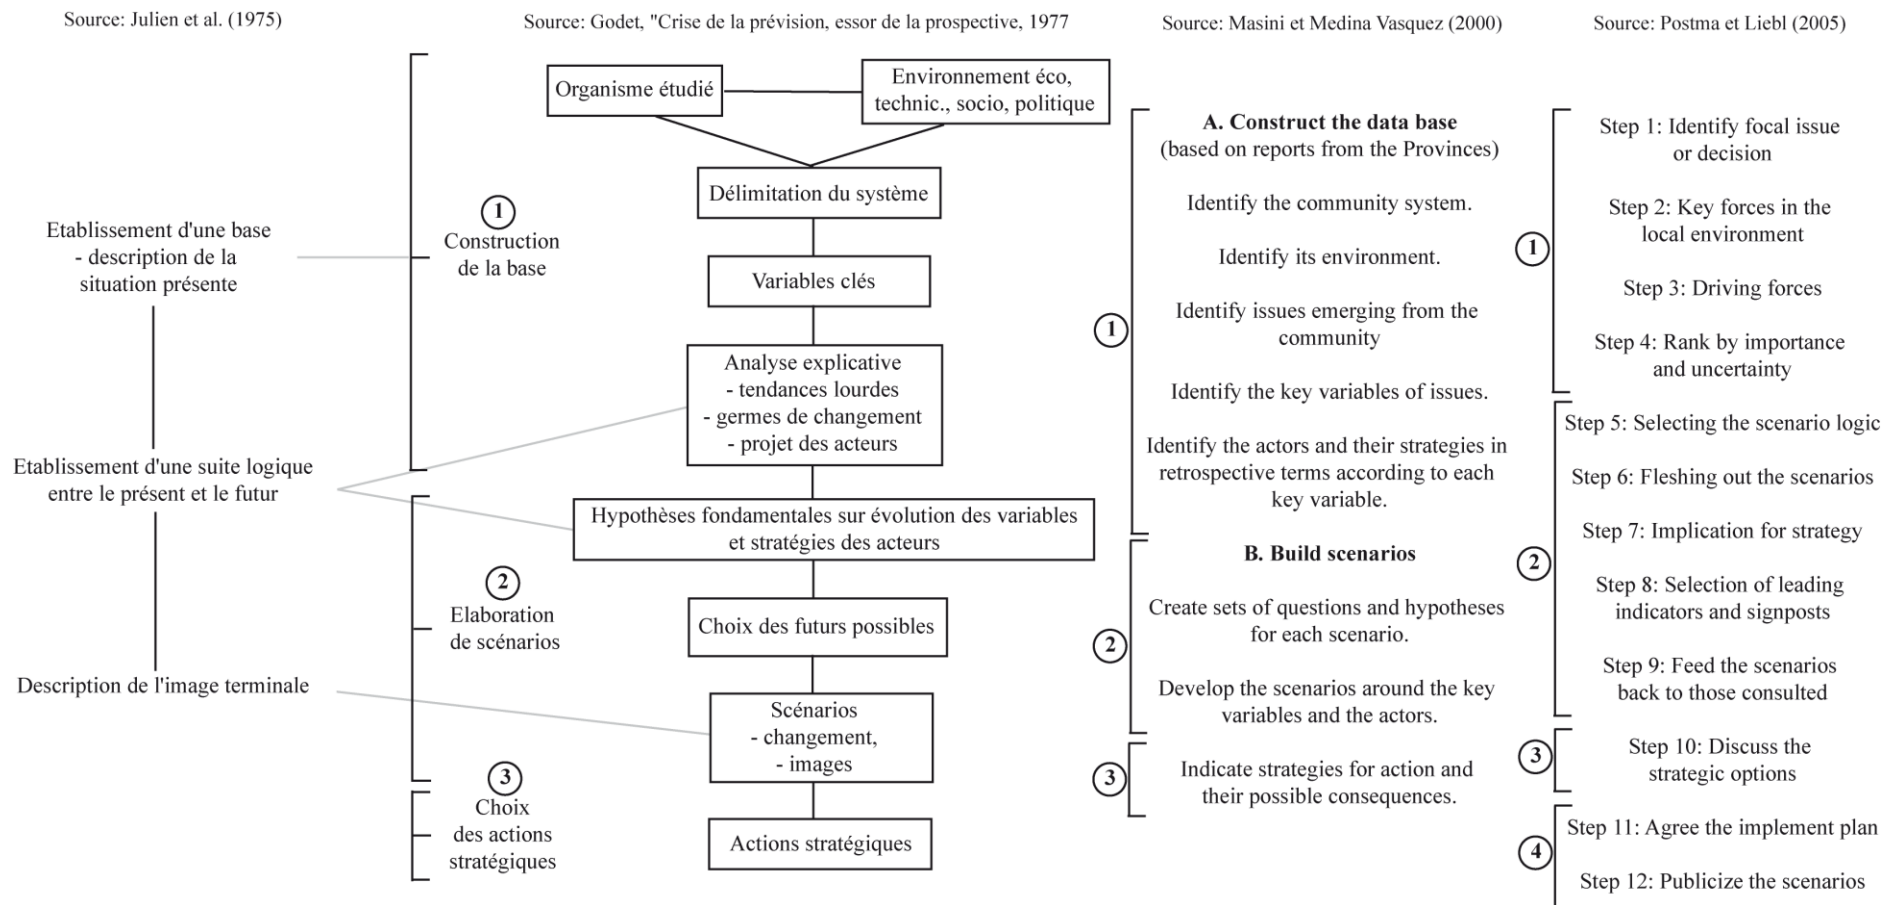 Source: Julien et al. (1975)
Etablissement d'une base
- description de la
situation présente
Etablissement d'une suite logique
entre le présent et le futur
Description de l'image terminale
Source: Godet, "Crise de la prévision, essor de la prospective, 1977
1
Construction
de la base
2
Elaboration
de scénarios
3
Choix
des actions
stratégiques
Organisme étudié
Environnement éco,
technic., socio, politique
Délimitation du système
Variables clés
Analyse explicative
- tendances lourdes
- germes de changement
- projet des acteurs
Hypothèses fondamentales sur évolution des variables
et stratégies des acteurs
Choix des futurs possibles
Scénarios
- changement,
- images
Actions stratégiques
Source: Masini et Medina Vasquez (2000)
1
A. Construct the data base
(based on reports from the Provinces)
Identify the community system.
Identify its environment.
Identify issues emerging from the
community
Identify the key variables of issues.
Identify the actors and their strategies in
retrospective terms according to each
key variable.
2
B. Build scenarios
Create sets of questions and hypotheses
for each scenario.
Develop the scenarios around the key
variables and the actors.
3
Indicate strategies for action and
their possible consequences.
Source: Postma et Liebl (2005)
1
Step 1: Identify focal issue
or decision
Step 2: Key forces in the
local environment
Step 3: Driving forces
Step 4: Rank by importance
and uncertainty
2
Step 5: Selecting the scenario logic
Step 6: Fleshing out the scenarios
Step 7: Implication for strategy
Step 8: Selection of leading
indicators and signposts
Step 9: Feed the scenarios
back to those consulted
3
Step 10: Discuss the
strategic options
4
Step 11: Agree the implement plan
Step 12: Publicize the scenarios